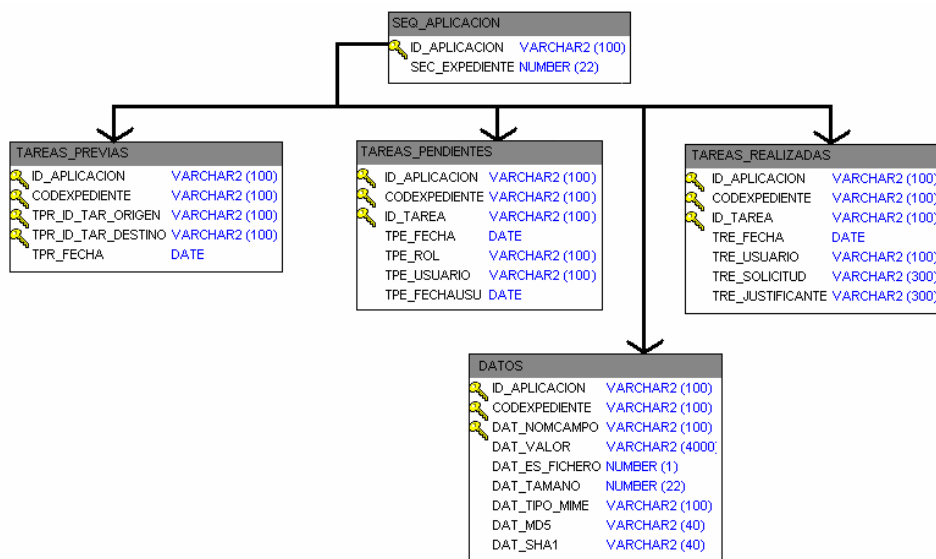 SEQ_APLICACION
ID_APLICACION VARCHAR2 (100)
SEC_EXPEDIENTE NUMBER (22)
TAREAS_PREVIAS
ID_APLICACION VARCHAR2 (100)
CODEXPEDIENTE VARCHAR2 (100)
TPR_ID_TAR_ORIGEN VARCHAR2 (100)
TPR_ID_TAR_DESTINO VARCHAR2 (100)
TPR_FECHA DATE
TAREAS_PENDIENTES
ID_APLICACION VARCHAR2 (100)
CODEXPEDIENTE VARCHAR2 (100)
ID_TAREA VARCHAR2 (100)
TPE_FECHA DATE
TPE_ROL VARCHAR2 (100)
TPE_USUARIO VARCHAR2 (100)
TPE_FECHAUSU DATE
TAREAS_REALIZADAS
ID_APLICACION VARCHAR2 (100)
CODEXPEDIENTE VARCHAR2 (100)
ID_TAREA VARCHAR2 (100)
TRE_FECHA DATE
TRE_USUARIO VARCHAR2 (100)
TRE_SOLICITUD VARCHAR2 (300)
TRE_JUSTIFICANTE VARCHAR2 (300)
DATOS
ID_APLICACION VARCHAR2 (100)
CODEXPEDIENTE VARCHAR2 (100)
DAT_NOMCAMPO VARCHAR2 (100)
DAT_VALOR VARCHAR2 (4000)
DAT_ES_FICHERO NUMBER (1)
DAT_TAMANO NUMBER (22)
DAT_TIPO_MIME VARCHAR2 (100)
DAT_MD5 VARCHAR2 (40)
DAT_SHA1 VARCHAR2 (40)